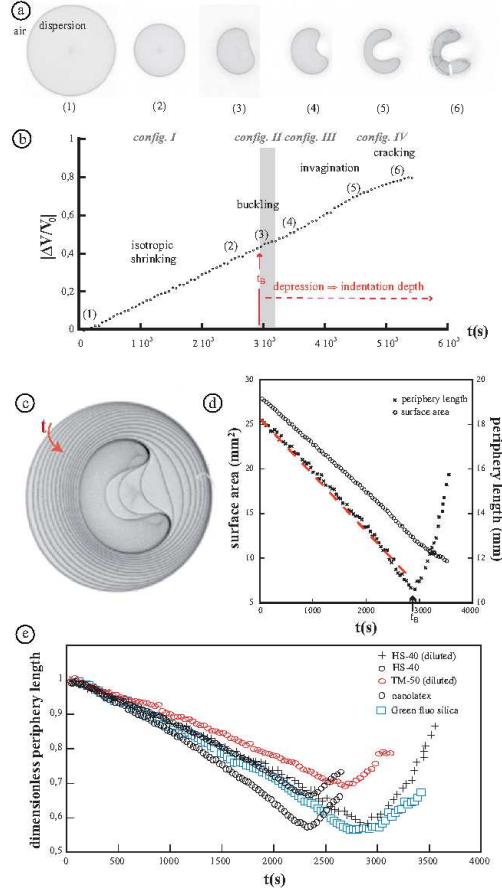 a
air
dispersion
(1)
(2)
(3)
(4)
(5)
(6)
config. I
config. II
config. III
config. IV
b
|ΔV/V0|
1
0,8
0,6
0,4
0,2
0
cracking
(6)
invagination
(5)
buckling
(4)
(3)
(2)
isotropic
shrinking
(1)
tB
depression ⇒ indentation depth
t(s)
0
1 10³
2 10³
3 10³
4 10³
5 10³
6 10³
c
t
d
periphery length
surface area
surface area (mm²)
30
25
20
15
10
5
periphery length (mm)
20
19
18
16
14
12
10
0
1000
2000
3000
4000
tB
t(s)
e
HS-40 (diluted)
HS-40
TM-50 (diluted)
nanolatex
Green fluo silica
dimensionless periphery length
1
0,9
0,8
0,7
0,6
0,5
0
500
1000
1500
2000
2500
3000
3500
4000
t(s)